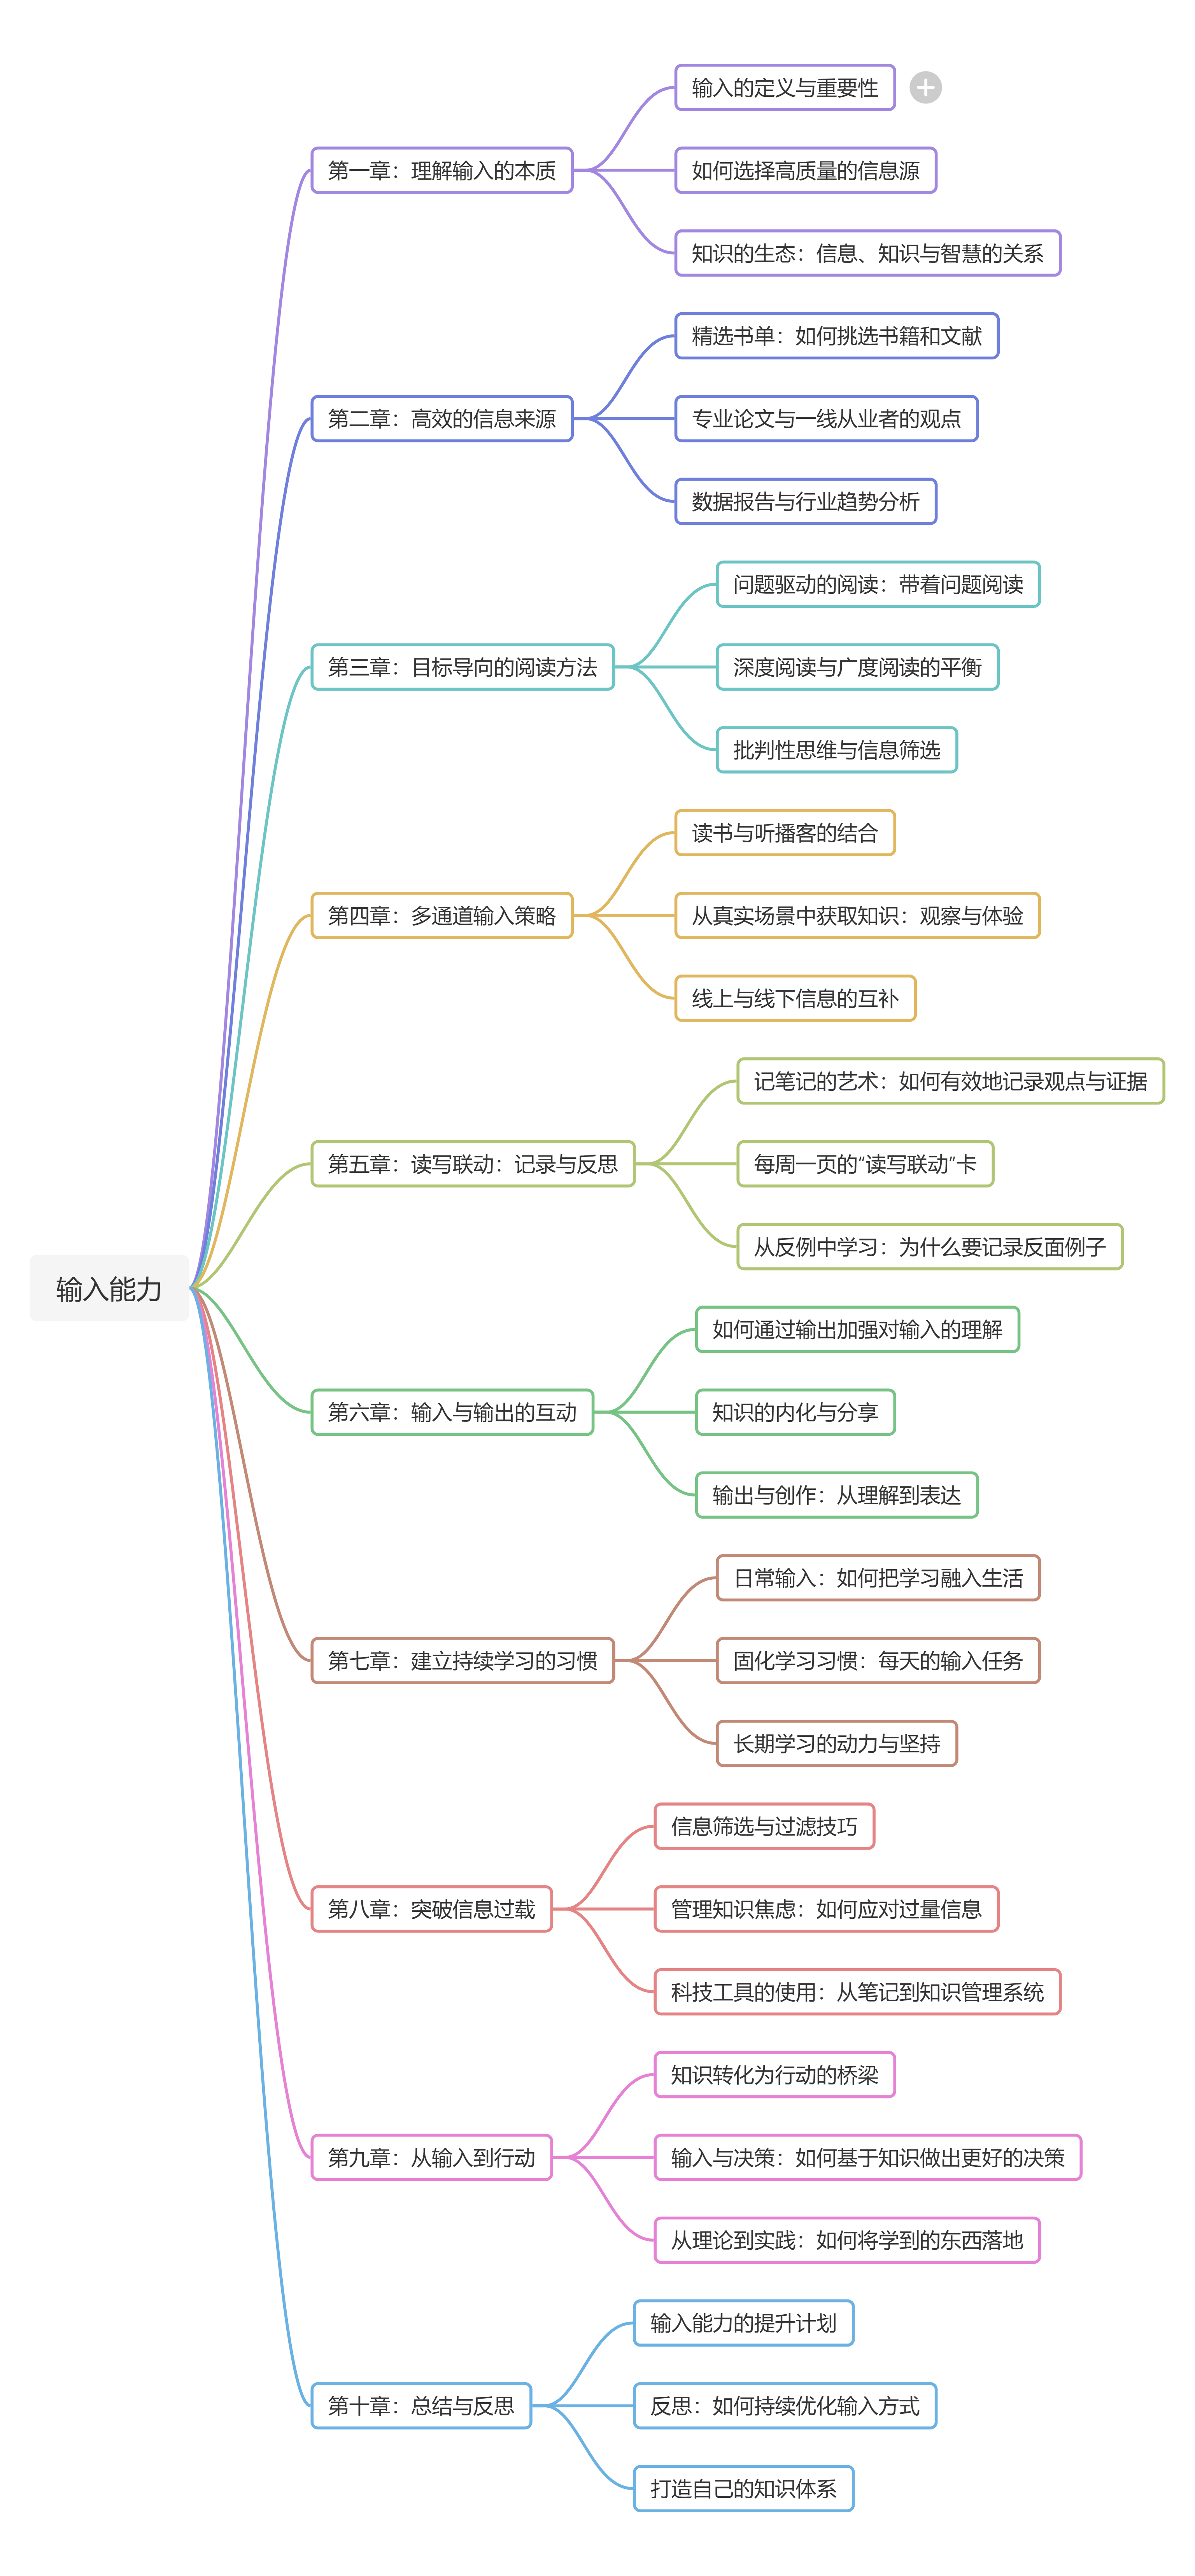 输入能力
第一章：理解输入的本质
输入的定义与重要性
如何选择高质量的信息源
知识的生态：信息、知识与智慧的关系
第二章：高效的信息来源
精选书单：如何挑选书籍和文献
专业论文与一线从业者的观点
数据报告与行业趋势分析
第三章：目标导向的阅读方法
问题驱动的阅读：带着问题阅读
深度阅读与广度阅读的平衡
批判性思维与信息筛选
第四章：多通道输入策略
读书与听播客的结合
从真实场景中获取知识：观察与体验
线上与线下信息的互补
第五章：读写联动：记录与反思
记笔记的艺术：如何有效地记录观点与证据
每周一页的“读写联动”卡
从反例中学习：为什么要记录反面例子
第六章：输入与输出的互动
如何通过输出加强对输入的理解
知识的内化与分享
输出与创作：从理解到表达
第七章：建立持续学习的习惯
日常输入：如何把学习融入生活
固化学习习惯：每天的输入任务
长期学习的动力与坚持
第八章：突破信息过载
信息筛选与过滤技巧
管理知识焦虑：如何应对过量信息
科技工具的使用：从笔记到知识管理系统
第九章：从输入到行动
知识转化为行动的桥梁
输入与决策：如何基于知识做出更好的决策
从理论到实践：如何将学到的东西落地
第十章：总结与反思
输入能力的提升计划
反思：如何持续优化输入方式
打造自己的知识体系